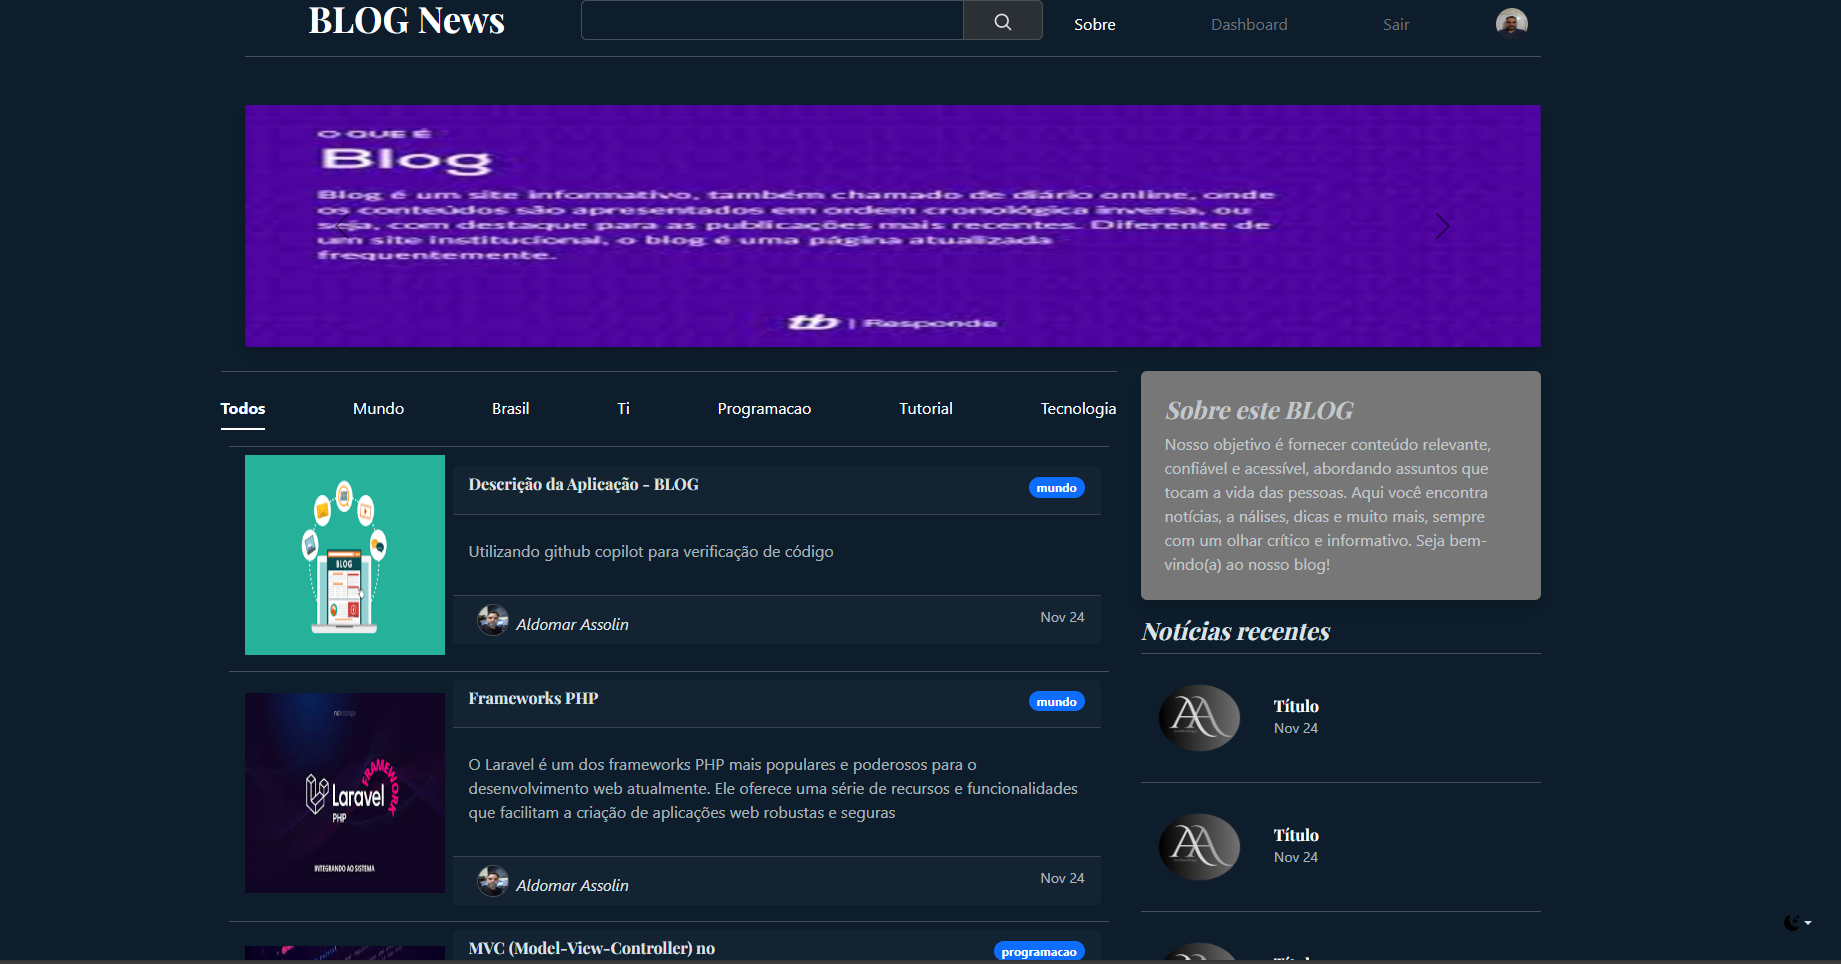 BLOG News
Sobre
Dashboard
Sair
O QUE É
Blog
Blog é um site informativo, também chamado de diário online, onde
os conteúdos são apresentados em ordem cronológica inversa, ou
seja, com destaque para as publicações mais recentes. Diferente de
um site institucional, o blog é uma página atualizada
frequentemente.
tb | Responde
Todos
Mundo
Brasil
Ti
Programacao
Tutorial
Tecnologia
BLOG
Descrição da Aplicação - BLOG
mundo
Utilizando github copilot para verificação de código
Aldomar Assolin
Nov 24
FRAMEWORK
Laravel
PHP
INTEGRANDO AO SISTEMA
Frameworks PHP
mundo
O Laravel é um dos frameworks PHP mais populares e poderosos para o
desenvolvimento web atualmente. Ele oferece uma série de recursos e funcionalidades
que facilitam a criação de aplicações web robustas e seguras
Aldomar Assolin
Nov 24
MVC (Model-View-Controller) no
programacao
Sobre este BLOG
Nosso objetivo é fornecer conteúdo relevante,
confiável e acessível, abordando assuntos que
tocam a vida das pessoas. Aqui você encontra
notícias, a nálises, dicas e muito mais, sempre
com um olhar crítico e informativo. Seja bem-
vindo(a) ao nosso blog!
Notícias recentes
AA
Título
Nov 24
AA
Título
Nov 24